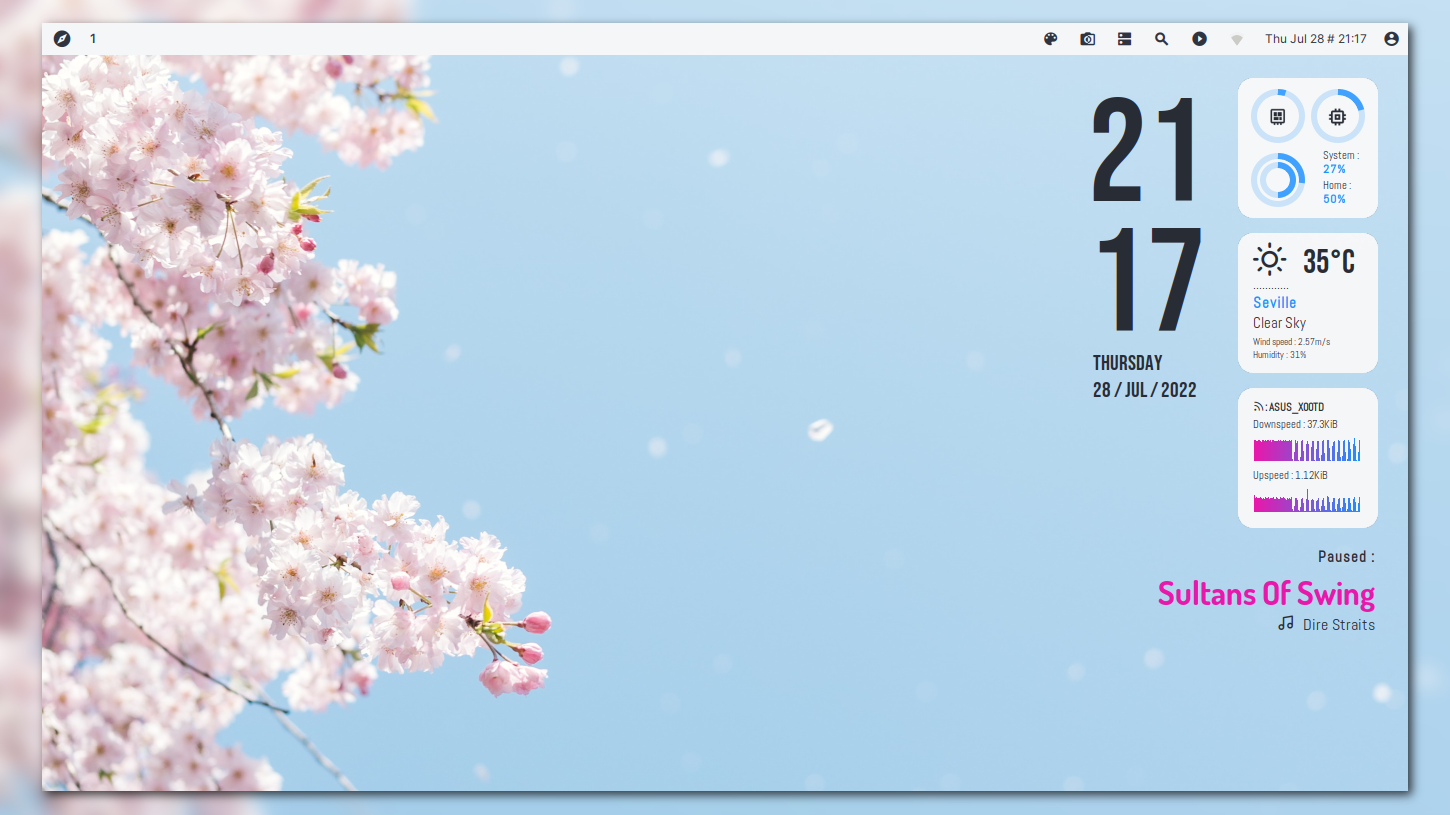 1
Thu Jul 28 # 21:17
21
17
THURSDAY
28 / JUL / 2022
System :
27%
Home :
50%
35°C
............
Seville
Clear Sky
Wind speed : 2.57m/s
Humidity : 31%
:ASUS_X00TD
Downspeed : 37.3KiB
Upspeed : 1.12KiB
Paused :
Sultans Of Swing
Dire Straits